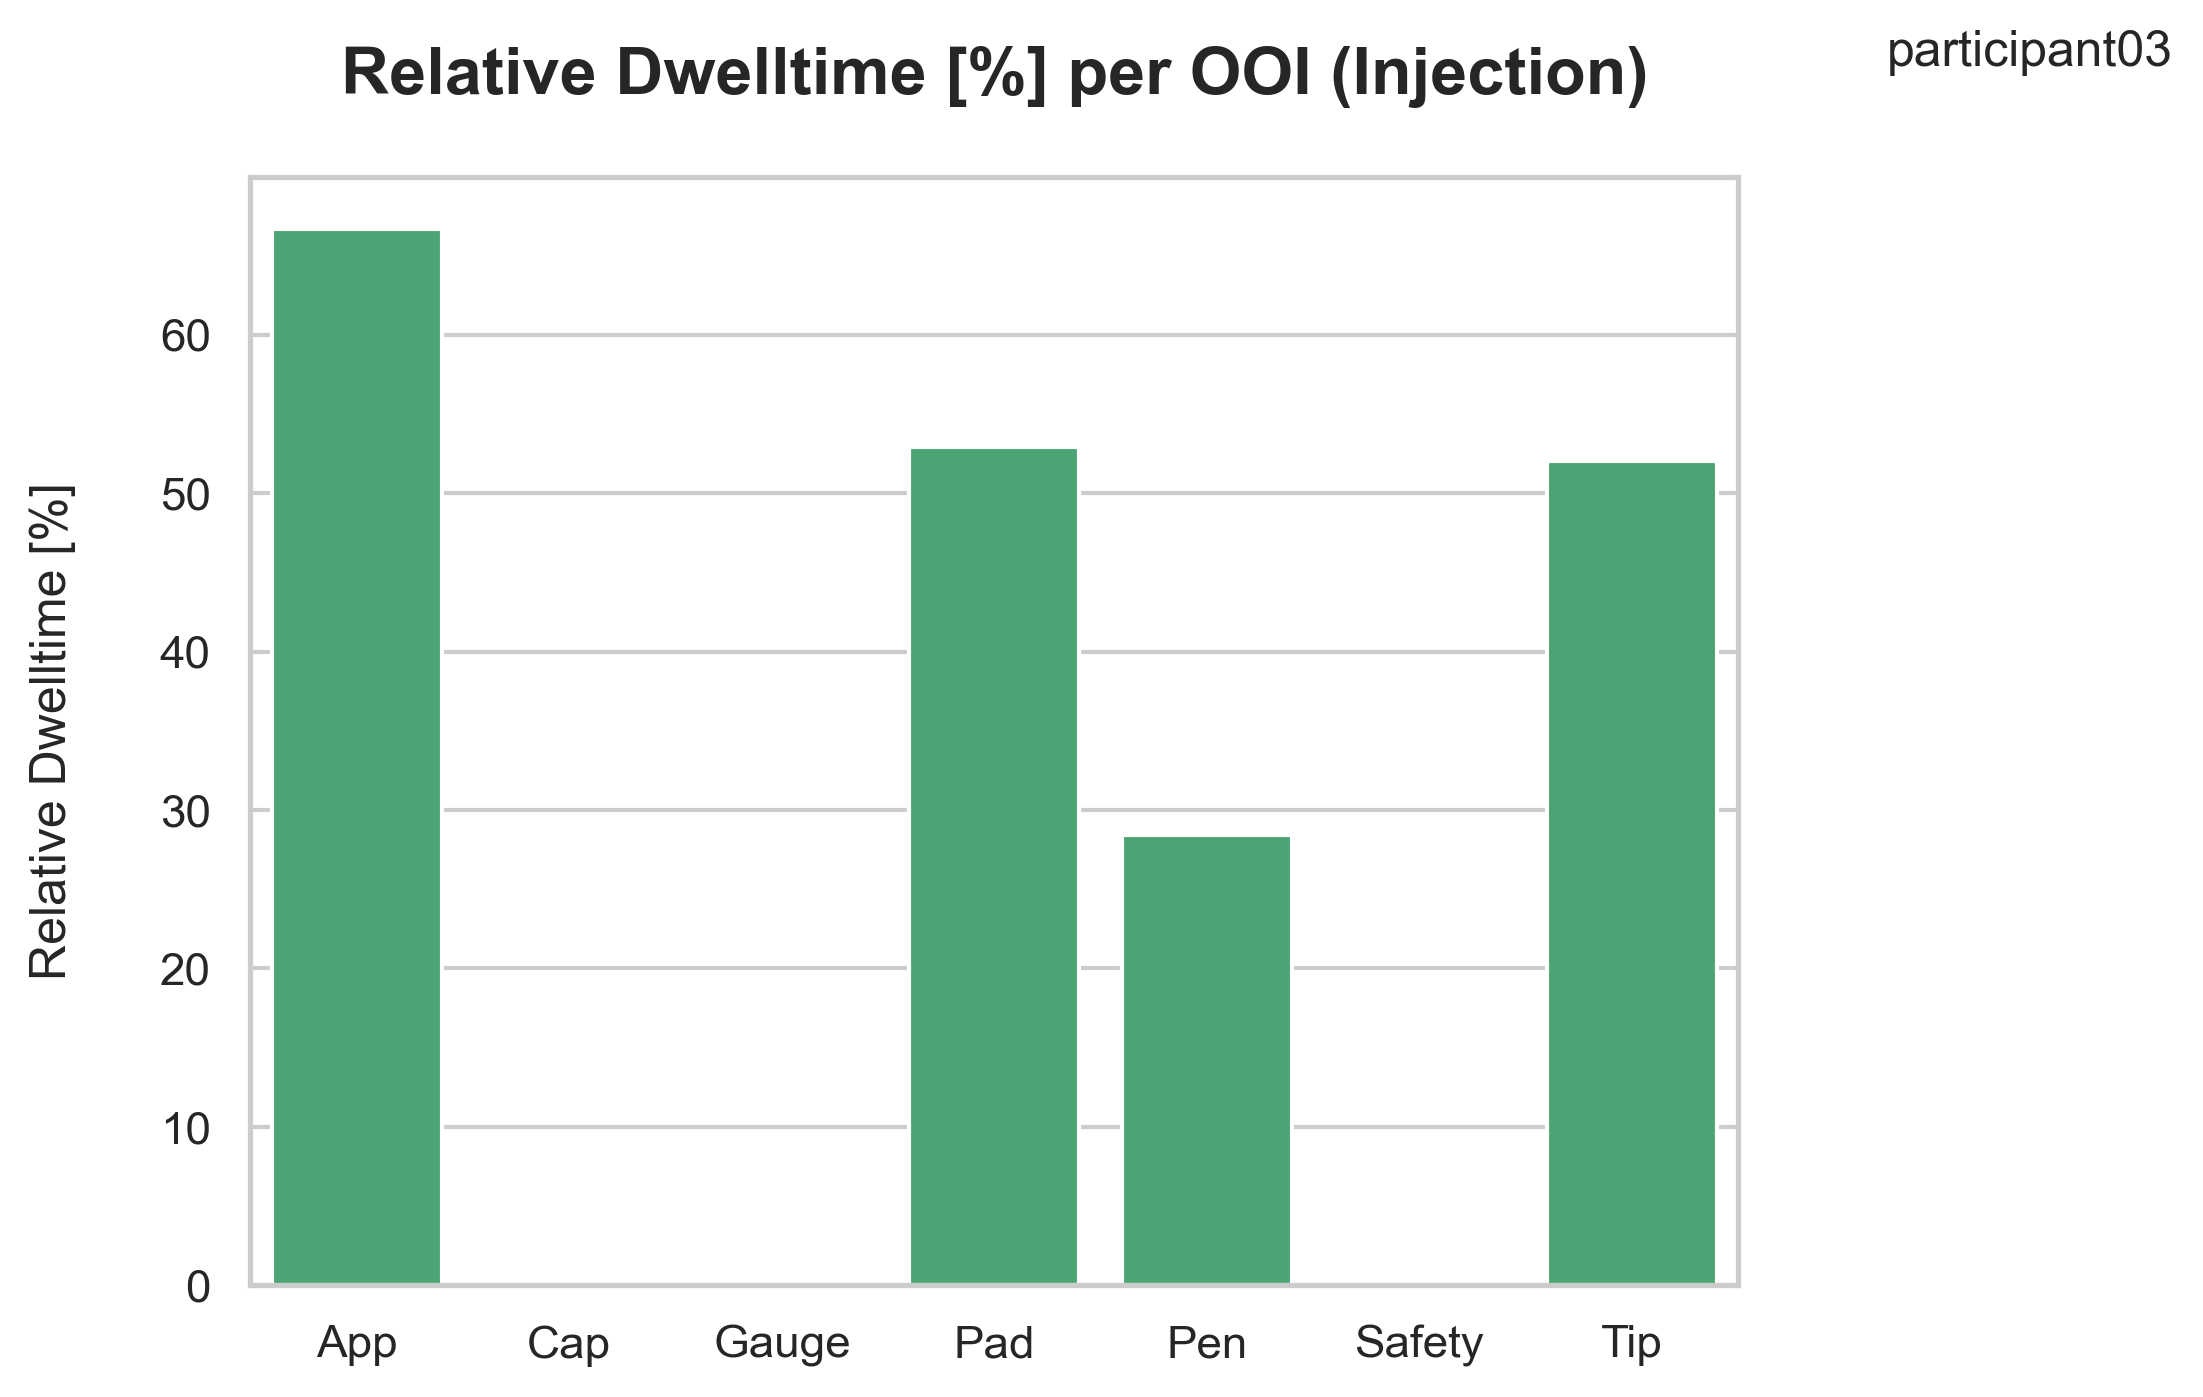 Relative Dwelltime [%] per OOI (Injection)
participant03
Relative Dwelltime [%]
60
50
40
30
20
10
0
App Cap Gauge Pad Pen Safety Tip